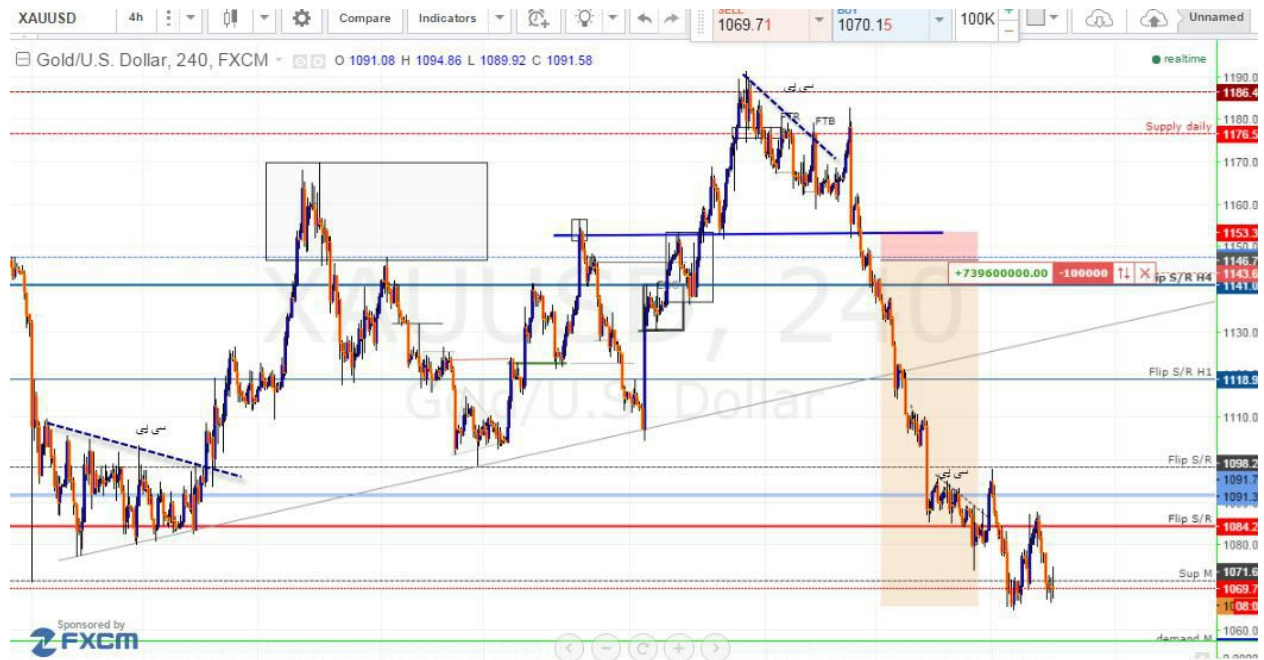 XAUUSD 4h Compare Indicators SELL 1069.71 BUY 1070.15 100K Unnamed
Gold/U.S. Dollar, 240, FXCM O 1091.08 H 1094.86 L 1089.92 C 1091.58 realtime
1190.0
1186.4
1180.0
FTB
Supply daily
1176.5
1170.0
1160.0
1153.3
1146.7
+739600000.00 -100000
1143.6
S/R H4
1141.0
XAUUSD, 240
1130.0
Flip S/R H1
1118.9
Gold/U.S. Dollar
1110.0
Flip S/R
1098.2
1091.7
1091.3
Flip S/R
1084.2
1080.0
Sup M
1071.6
1069.7
1060.0
demand M
Sponsored by
FXCM